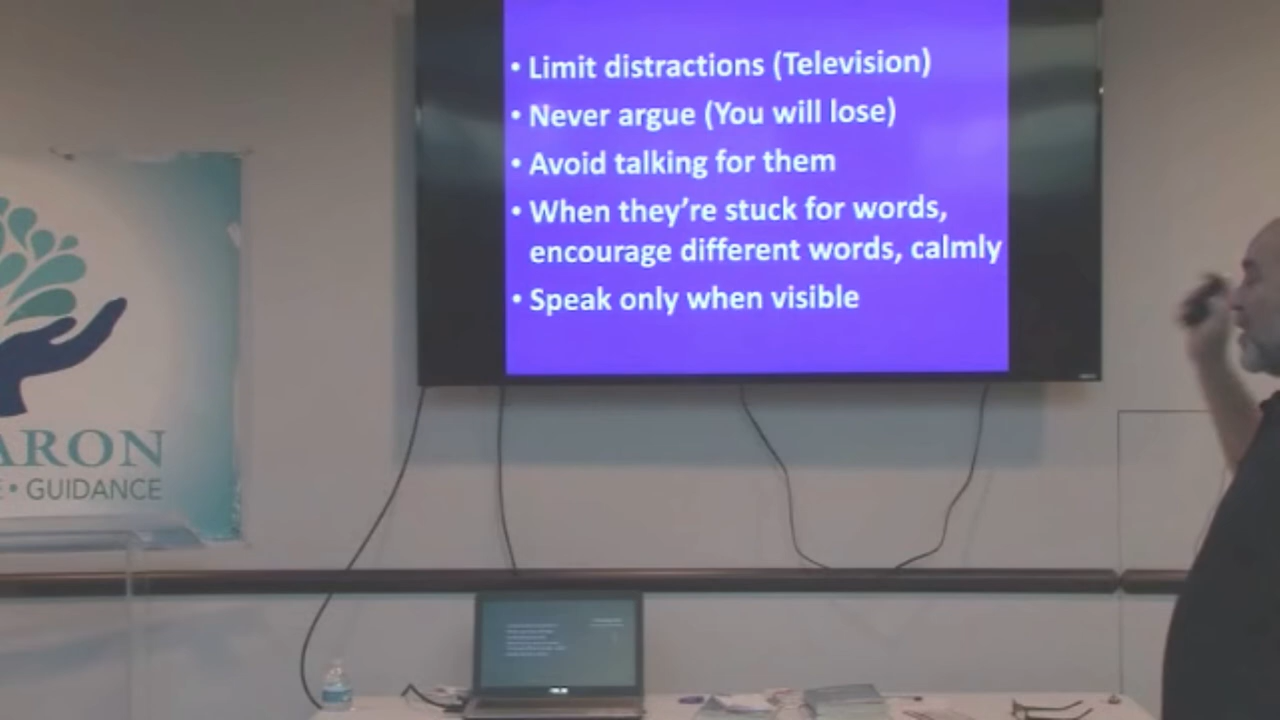 • Limit distractions (Television)
• Never argue (You will lose)
• Avoid talking for them
• When they’re stuck for words,
encourage different words, calmly
• Speak only when visible
ARON
• GUIDANCE
ASUS